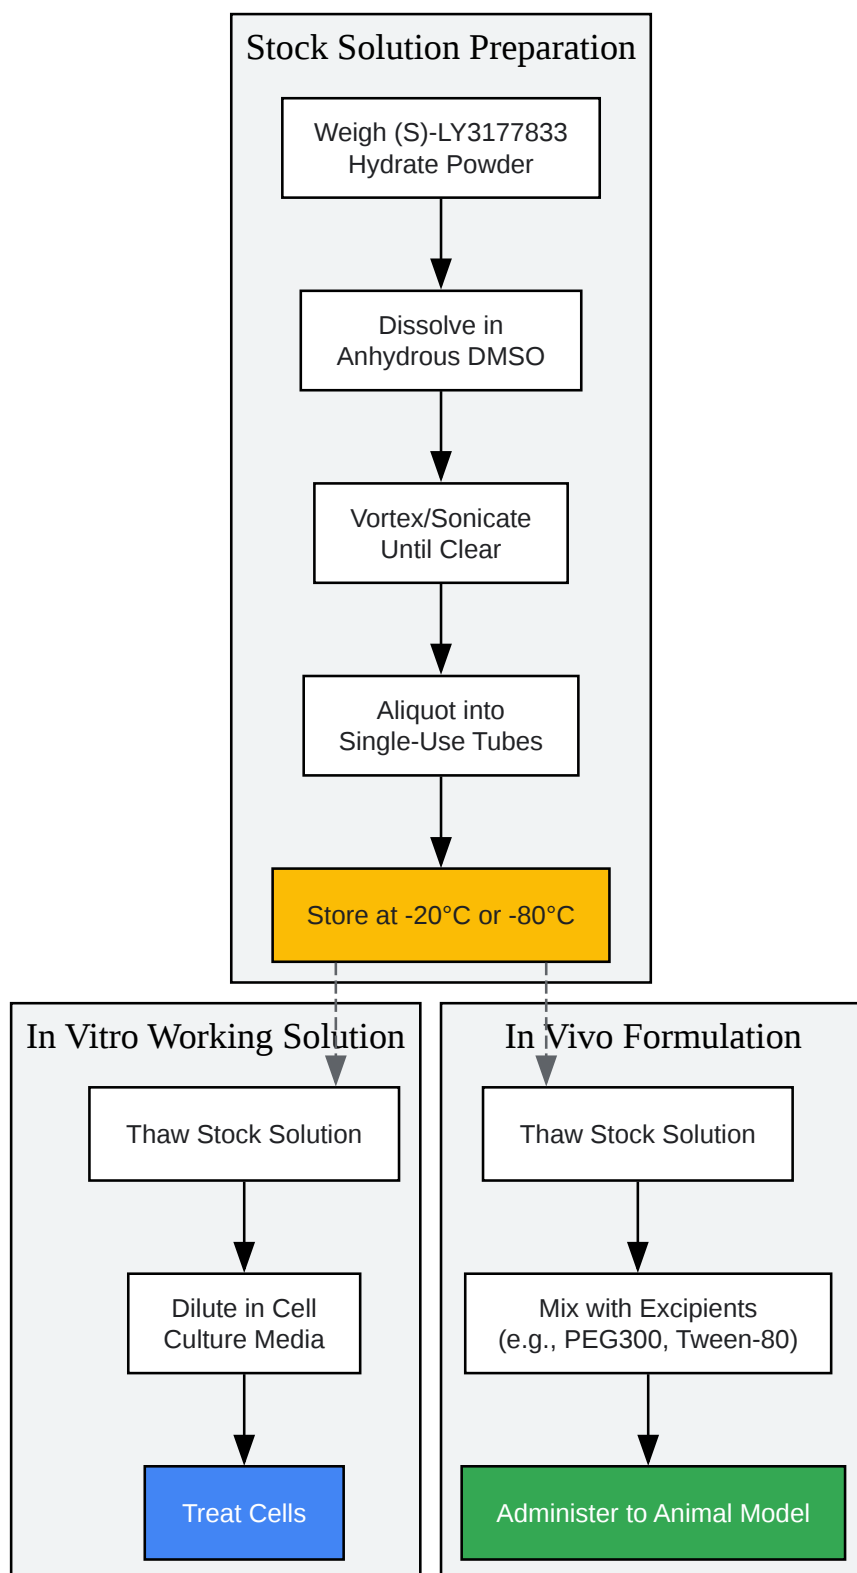 Stock Solution Preparation
Weigh (S)-LY3177833
Hydrate Powder
Dissolve in
Anhydrous DMSO
Vortex/Sonicate
Until Clear
Aliquot into
Single-Use Tubes
Store at -20°C or -80°C
In Vitro Working Solution
Thaw Stock Solution
Dilute in Cell
Culture Media
Treat Cells
In Vivo Formulation
Thaw Stock Solution
Mix with Excipients
(e.g., PEG300, Tween-80)
Administer to Animal Model